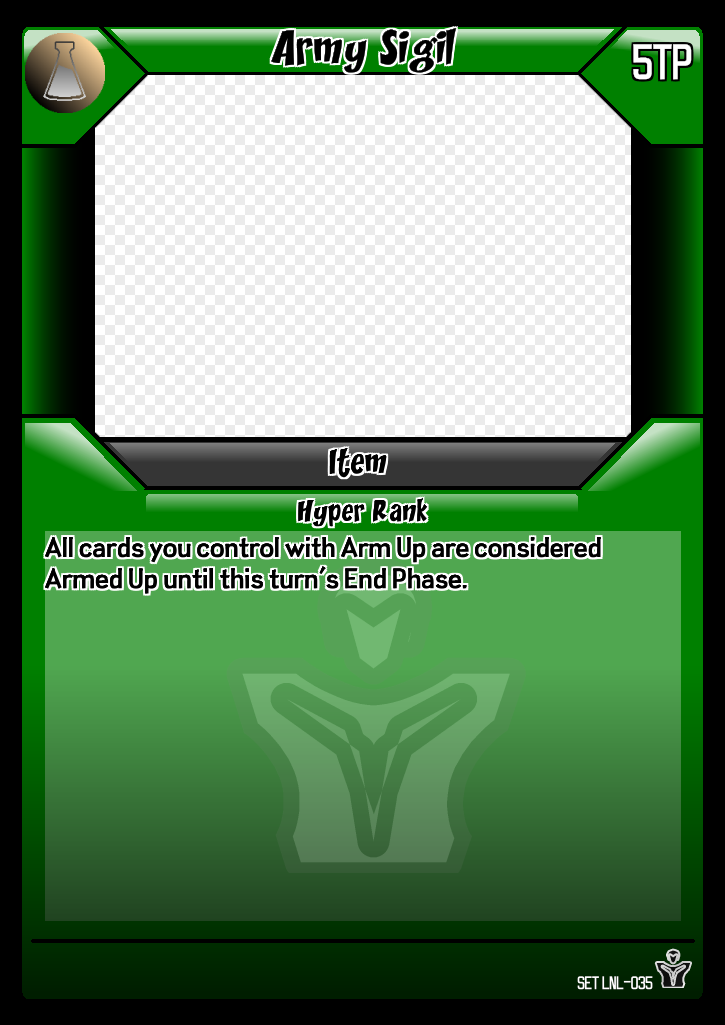 Army Sigil
5TP
Item
Hyper Rank
All cards you control with Arm Up are considered
Armed Up until this turn's End Phase.
SET LNL-035